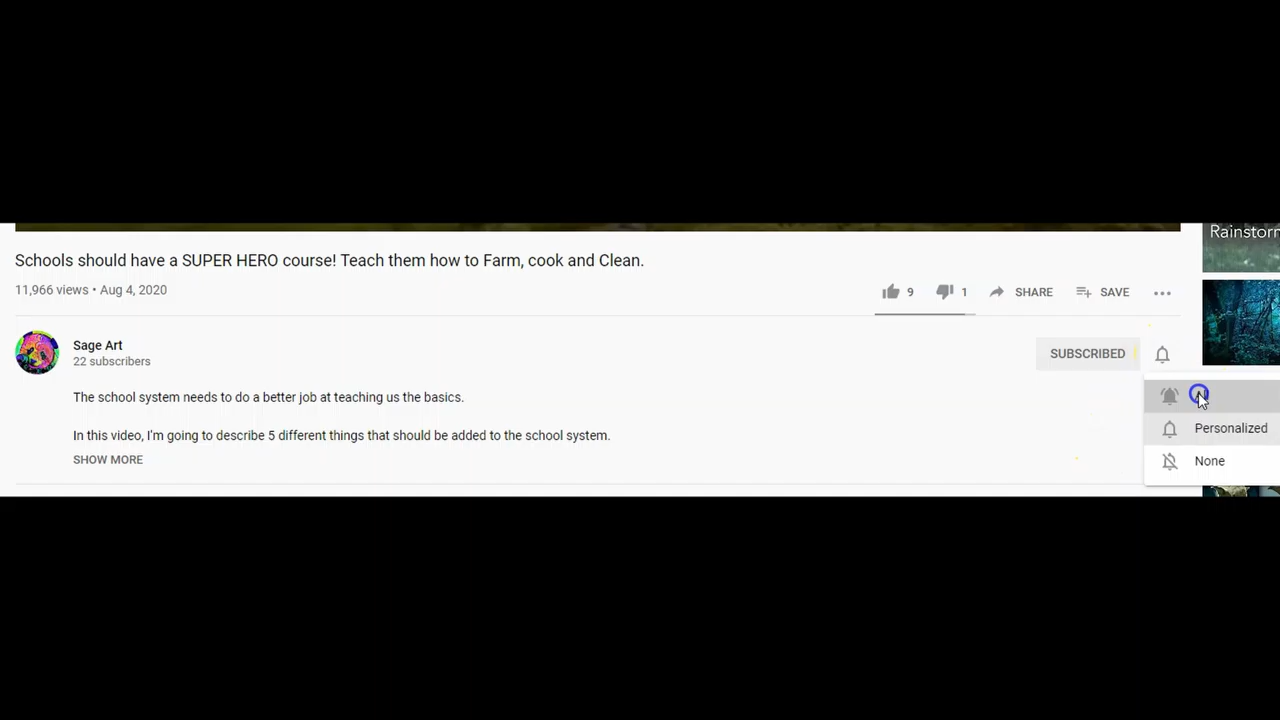 Rainstorm
Schools should have a SUPER HERO course! Teach them how to Farm, cook and Clean.
11,966 views • Aug 4, 2020
9
1
SHARE
SAVE
Sage Art
22 subscribers
SUBSCRIBED
The school system needs to do a better job at teaching us the basics.
In this video, I'm going to describe 5 different things that should be added to the school system.
SHOW MORE
Personalized
None